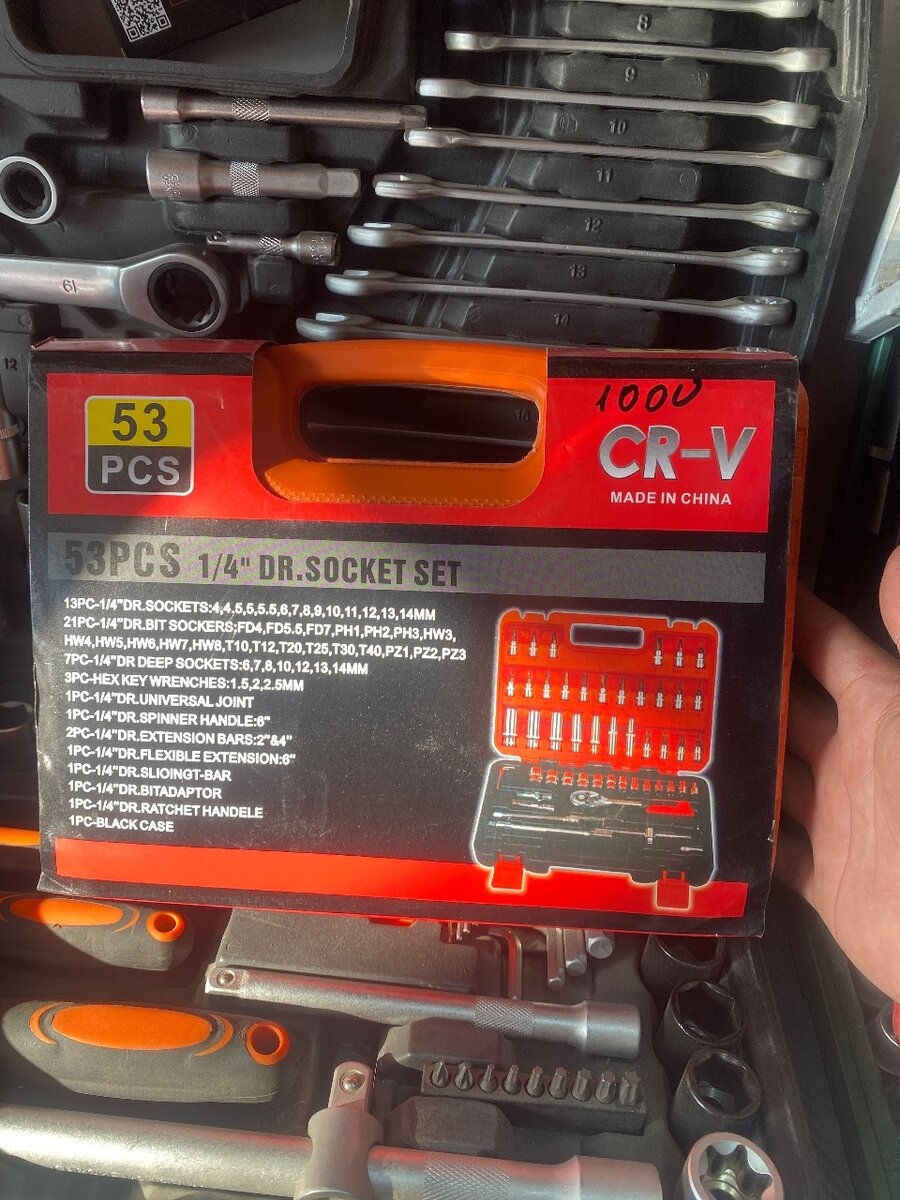 8
9
10
11
12
13
14
19
12
16
1000
53
PCS
CR-V
MADE IN CHINA
53PCS 1/4" DR.SOCKET SET
13PC-1/4"DR.SOCKETS:4,4.5,5,5.5,6,7,8,9,10,11,12,13,14MM
21PC-1/4"DR.BIT SOCKERS:FD4,FD5.5,FD7,PH1,PH2,PH3,HW3,
HW4,HW5,HW6,HW7,HW8,T10,T12,T20,T25,T30,T40,PZ1,PZ2,PZ3
7PC-1/4"DR DEEP SOCKETS:6,7,8,10,12,13,14MM
3PC-HEX KEY WRENCHES:1.5,2,2.5MM
1PC-1/4"DR.UNIVERSAL JOINT
1PC-1/4"DR.SPINNER HANDLE:6"
2PC-1/4"DR.EXTENSION BARS:2"&4"
1PC-1/4"DR.FLEXIBLE EXTENSION:6"
1PC-1/4"DR.SLIOINGT-BAR
1PC-1/4"DR.BITADAPTOR
1PC-1/4"DR.RATCHET HANDELE
1PC-BLACK CASE